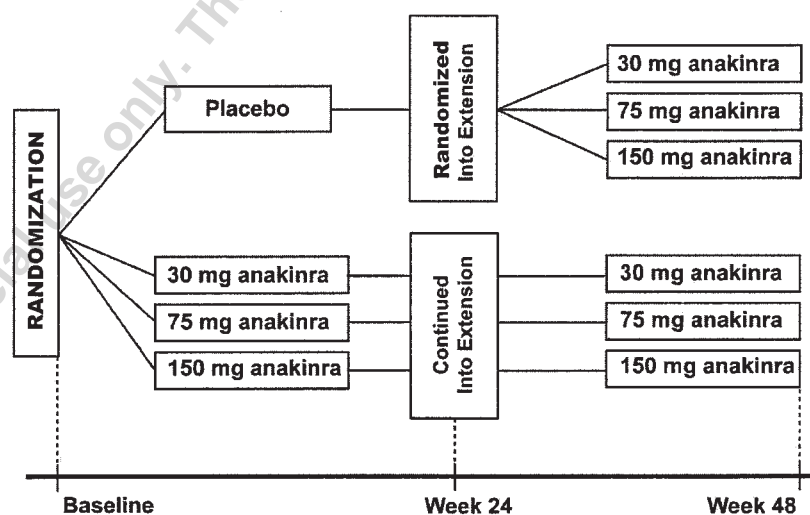 RANDOMIZATION
Placebo
Randomized
Into Extension
30 mg anakinra
75 mg anakinra
150 mg anakinra
30 mg anakinra
75 mg anakinra
150 mg anakinra
Continued
Into Extension
30 mg anakinra
75 mg anakinra
150 mg anakinra
Baseline
Week 24
Week 48
use only.